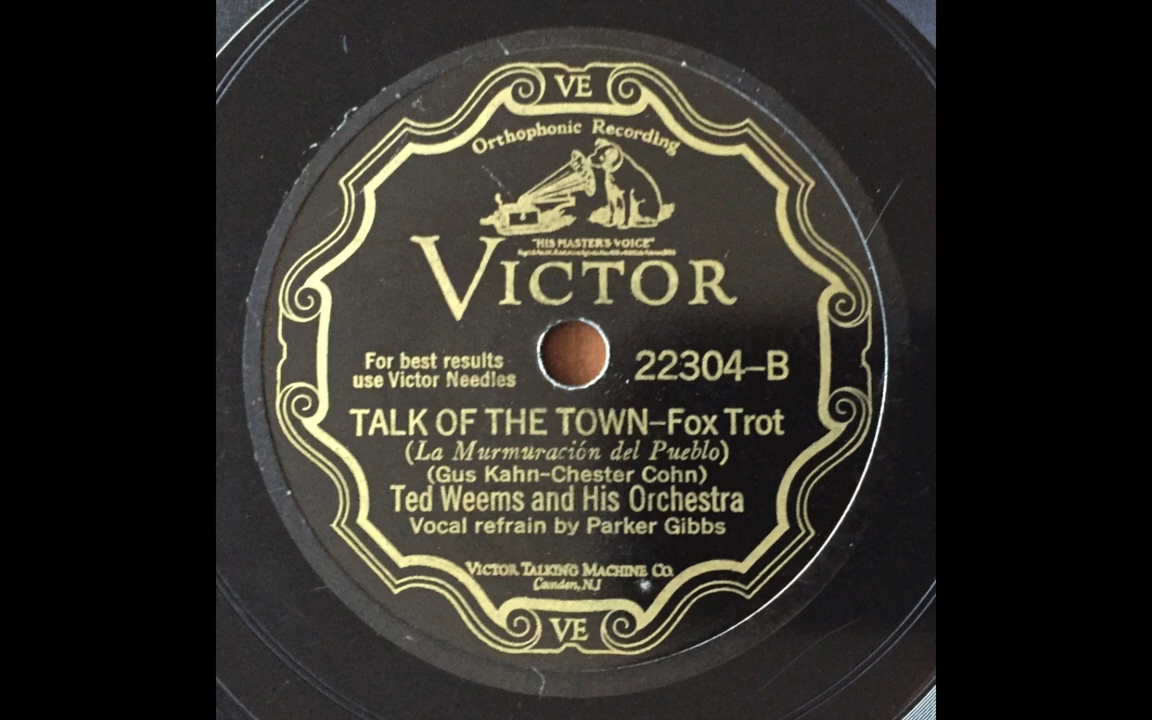 VE
Orthophonic Recording
"HIS MASTER'S VOICE"
VICTOR
For best results
use Victor Needles
22304-B
TALK OF THE TOWN-Fox Trot
(La Murmuración del Pueblo)
(Gus Kahn-Chester Cohn)
Ted Weems and His Orchestra
Vocal refrain by Parker Gibbs
VICTOR TALKING MACHINE CO.
Camden, N.J
VE